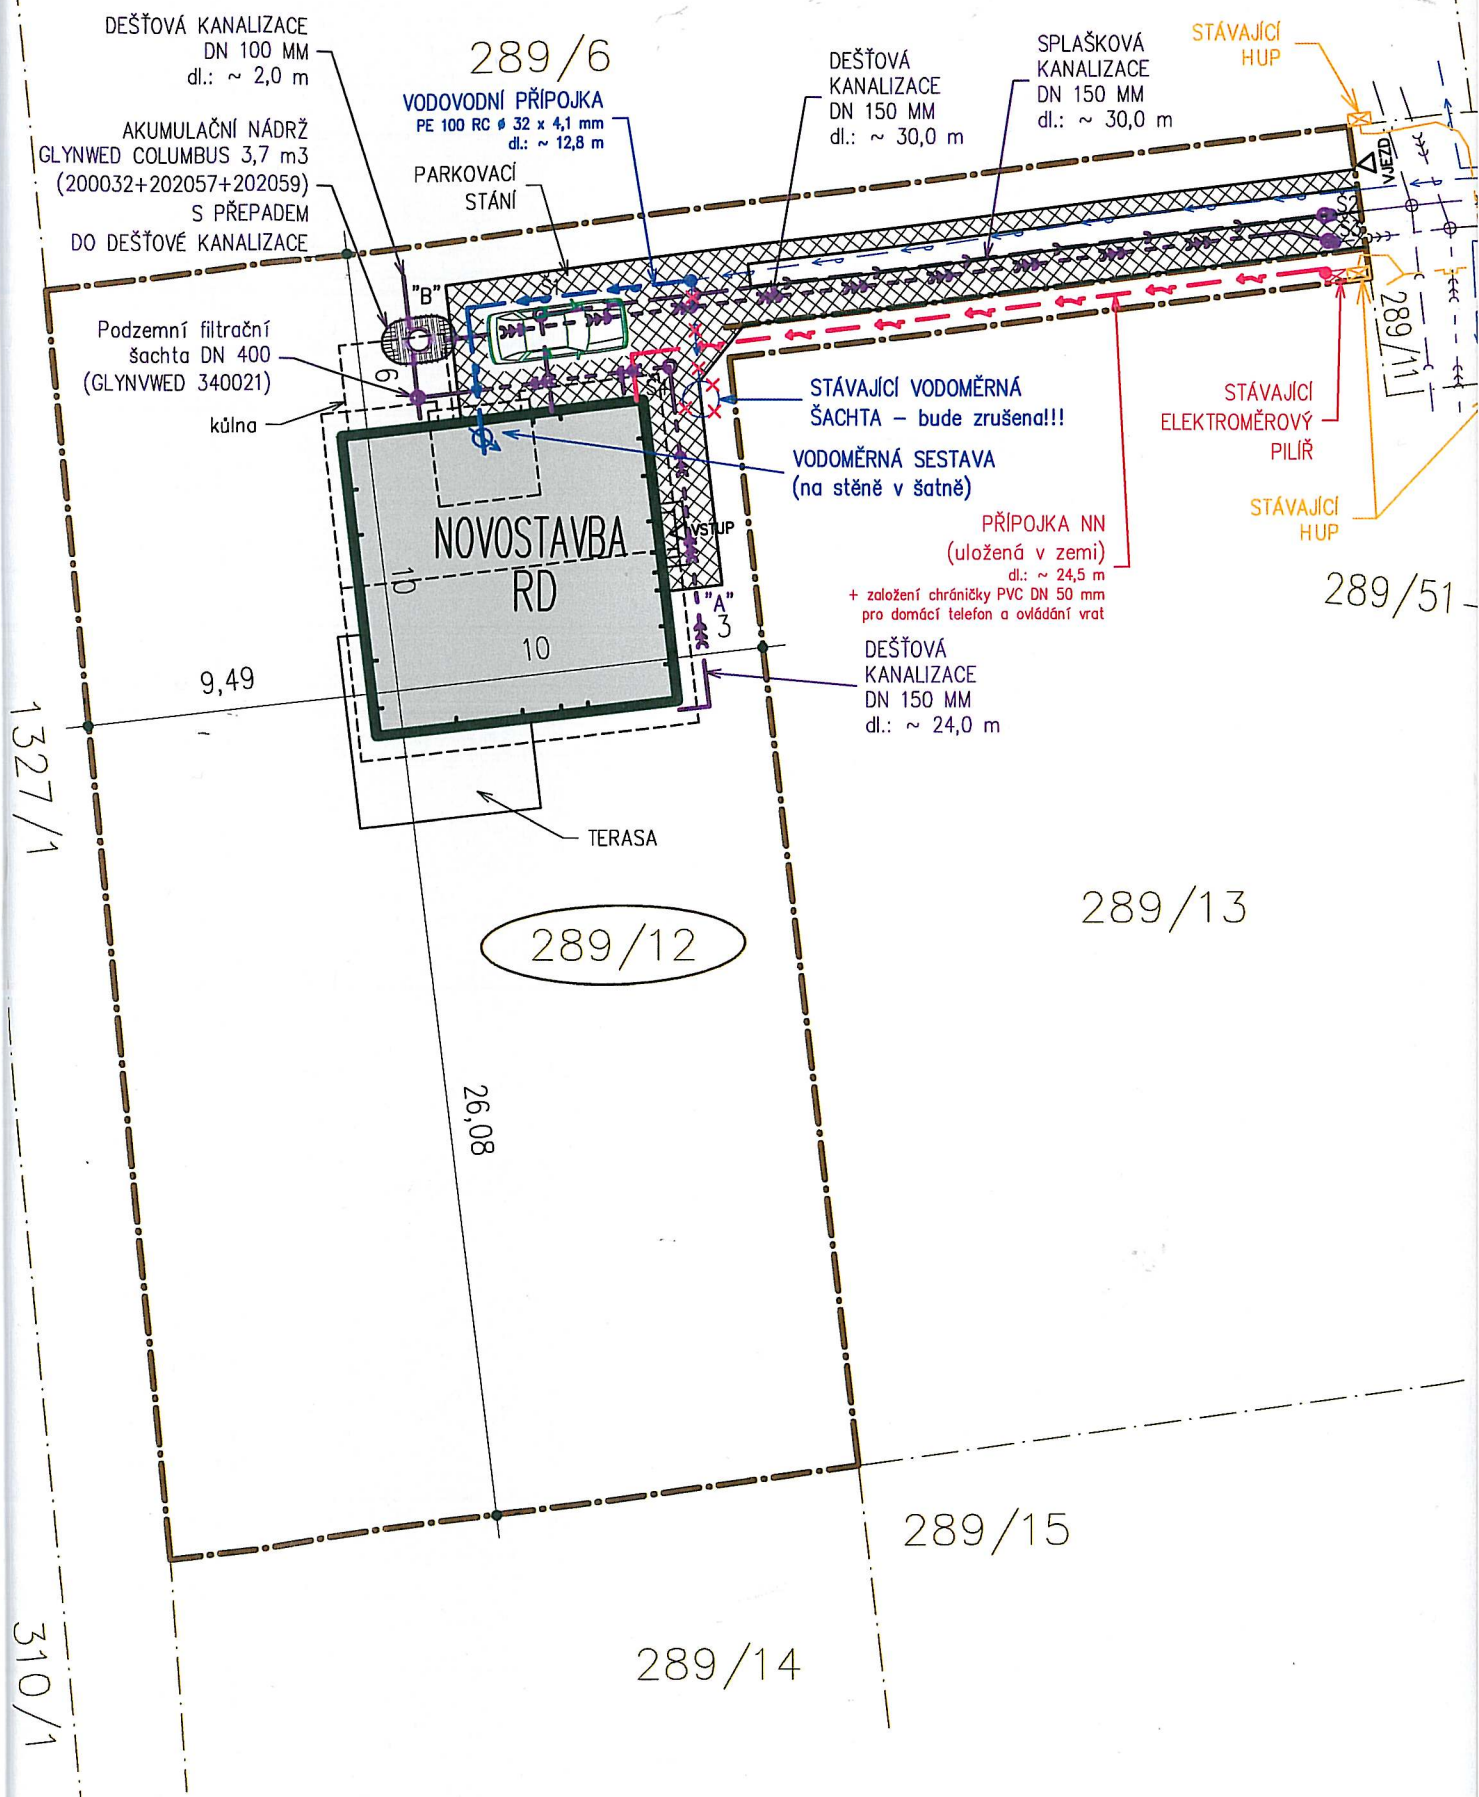 DEŠŤOVÁ KANALIZACE
DN 100 MM
dl.: ~ 2,0 m
289/6
VODOVODNÍ PŘÍPOJKA
PE 100 RC ø 32 x 4,1 mm
dl.: ~ 12,8 m
DEŠŤOVÁ
KANALIZACE
DN 150 MM
dl.: ~ 30,0 m
SPLAŠKOVÁ
KANALIZACE
DN 150 MM
dl.: ~ 30,0 m
STÁVAJÍCÍ
HUP
AKUMULAČNÍ NÁDRŽ
GLYNWED COLUMBUS 3,7 m3
(200032+202057+202059)
S PŘEPADEM
DO DEŠŤOVÉ KANALIZACE
PARKOVACÍ
STÁNÍ
VJEZD
S2
"B"
S1
289/11
Podzemní filtrační
šachta DN 400
(GLYNVWED 340021)
6
kůlna
STÁVAJÍCÍ VODOMĚRNÁ
ŠACHTA – bude zrušena!!!
STÁVAJÍCÍ
ELEKTROMĚROVÝ
PILÍŘ
VODOMĚRNÁ SESTAVA
(na stěně v šatně)
STÁVAJÍCÍ
HUP
NOVOSTAVBA
RD
VSTUP
PŘÍPOJKA NN
(uložená v zemi)
dl.: ~ 24,5 m
+ založení chráničky PVC DN 50 mm
pro domácí telefon a ovládání vrat
289/51
10
"A"
3
10
DEŠŤOVÁ
KANALIZACE
DN 150 MM
dl.: ~ 24,0 m
9,49
1327/1
TERASA
289/13
289/12
26,08
289/15
289/14
310/1